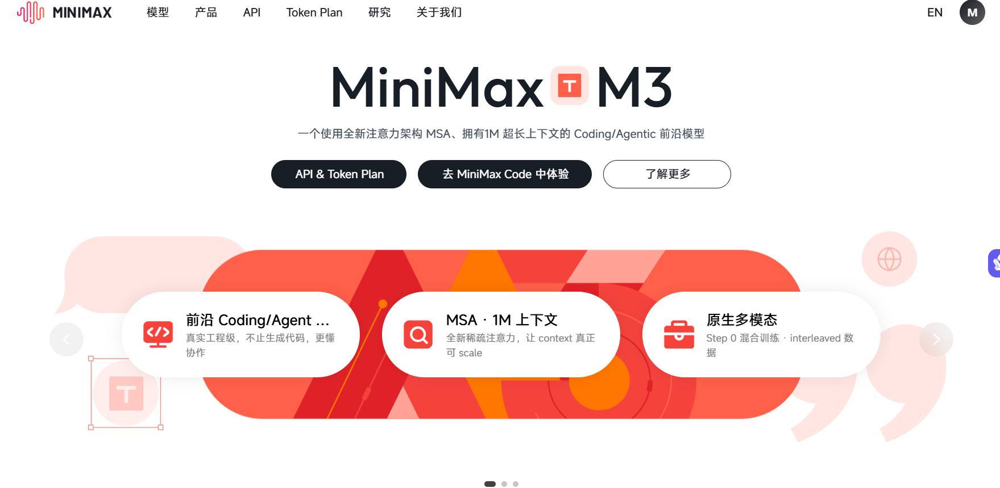 MINIMAX
模型
产品
API
Token Plan
研究
关于我们
EN
M
MiniMax T M3
一个使用全新注意力架构 MSA、拥有1M 超长上下文的 Coding/Agentic 前沿模型
API & Token Plan
去 MiniMax Code 中体验
了解更多
前沿 Coding/Agent ...
真实工程级，不止生成代码，更懂
协作
MSA · 1M 上下文
全新稀疏注意力，让 context 真正
可 scale
原生多模态
Step 0 混合训练 · interleaved 数
据
T